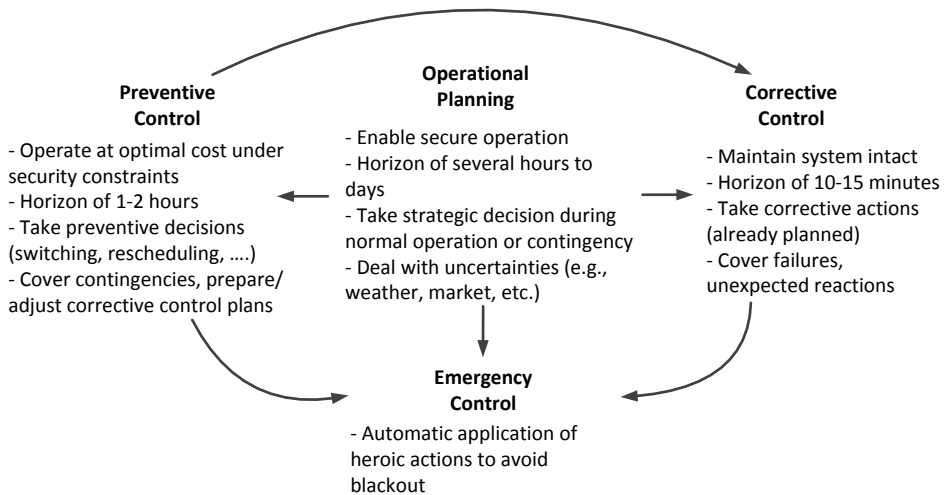 Preventive
Control
- Operate at optimal cost under
security constraints
- Horizon of 1-2 hours
- Take preventive decisions
(switching, rescheduling, ....)
- Cover contingencies, prepare/
adjust corrective control plans
Operational
Planning
- Enable secure operation
- Horizon of several hours to
days
- Take strategic decision during
normal operation or contingency
- Deal with uncertainties (e.g.,
weather, market, etc.)
Corrective
Control
- Maintain system intact
- Horizon of 10-15 minutes
- Take corrective actions
(already planned)
- Cover failures,
unexpected reactions
Emergency
Control
- Automatic application of
heroic actions to avoid
blackout